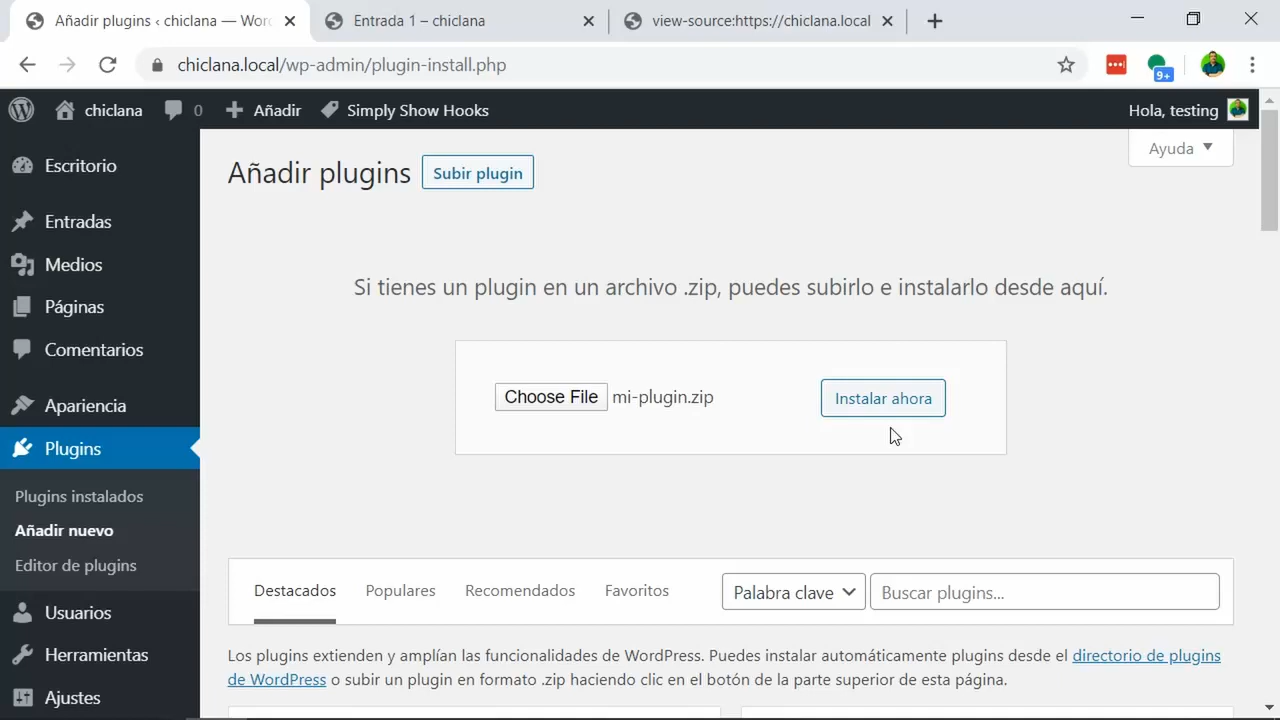 Añadir plugins ‹ chiclana — Wor
Entrada 1 – chiclana
view-source:https://chiclana.local
chiclana.local/wp-admin/plugin-install.php
9+
chiclana
0
Añadir
Simply Show Hooks
Hola, testing
Escritorio
Entradas
Medios
Páginas
Comentarios
Apariencia
Plugins
Plugins instalados
Añadir nuevo
Editor de plugins
Usuarios
Herramientas
Ajustes
Ayuda
Añadir plugins
Subir plugin
Si tienes un plugin en un archivo .zip, puedes subirlo e instalarlo desde aquí.
Choose File mi-plugin.zip
Instalar ahora
Destacados
Populares
Recomendados
Favoritos
Palabra clave
Buscar plugins...
Los plugins extienden y amplían las funcionalidades de WordPress. Puedes instalar automáticamente plugins desde el directorio de plugins
de WordPress o subir un plugin en formato .zip haciendo clic en el botón de la parte superior de esta página.